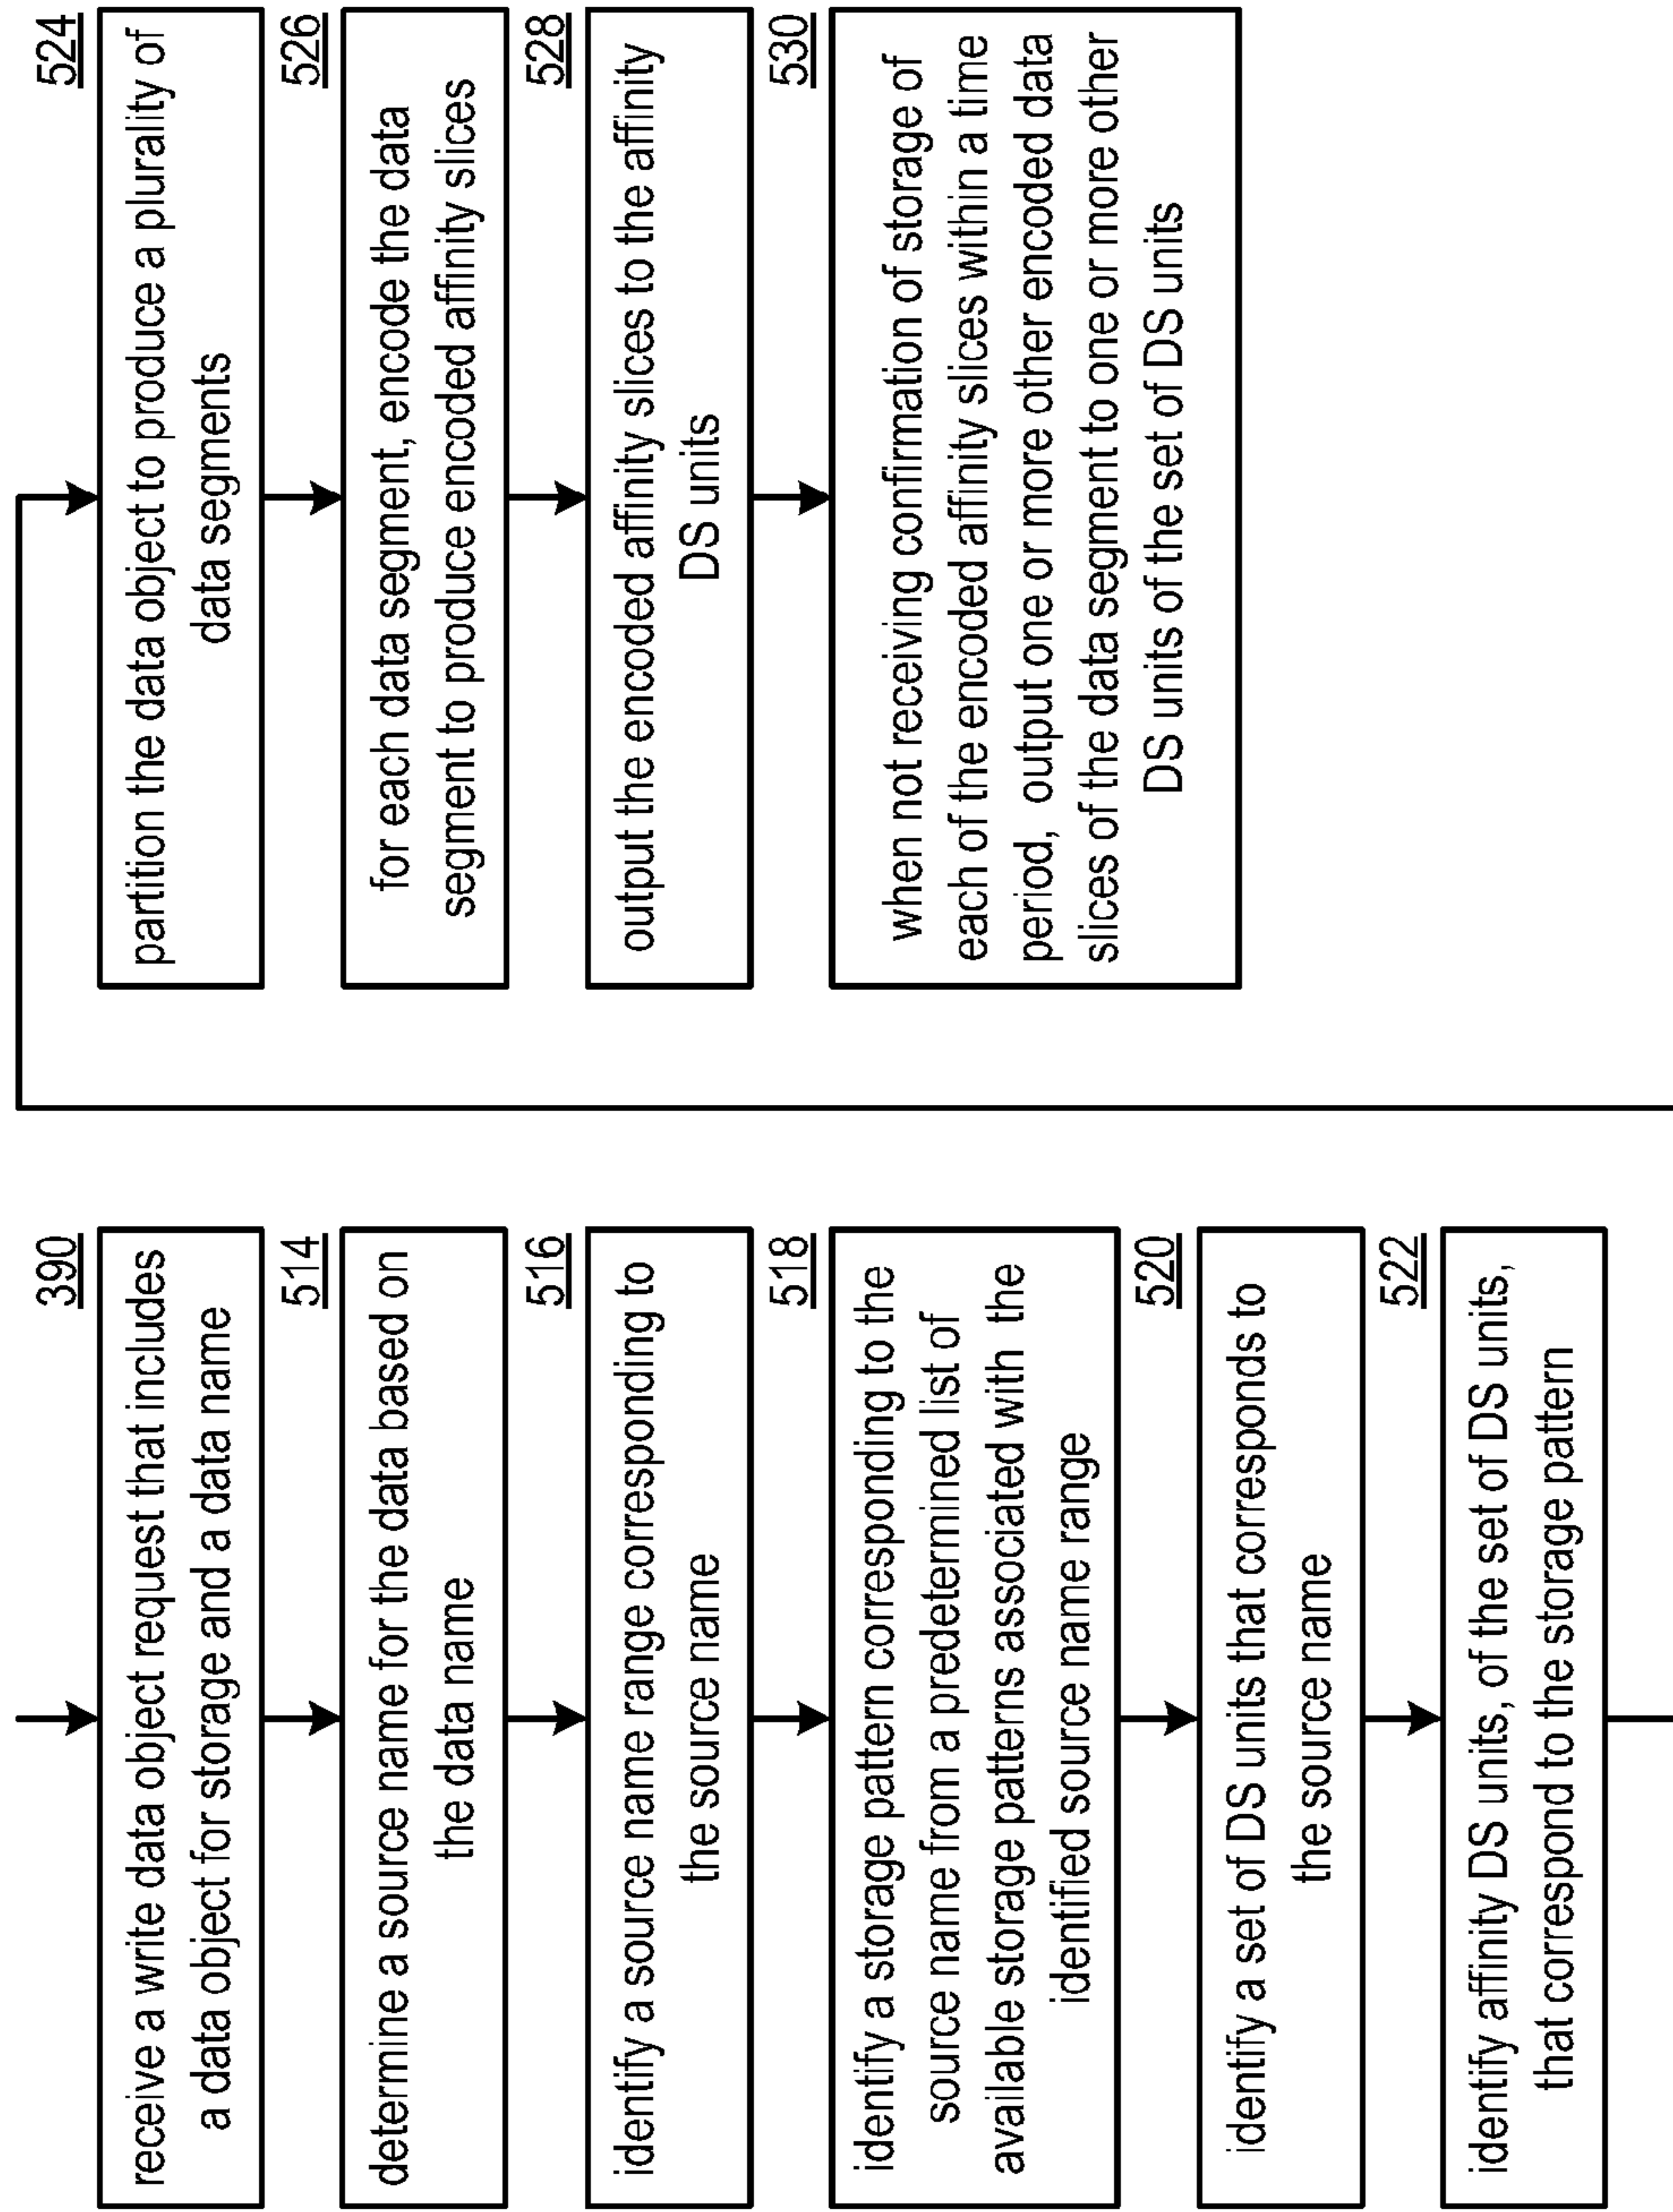 390
receive a write data object request that includes
a data object for storage and a data name
514
determine a source name for the data based on
the data name
516
identify a source name range corresponding to
the source name
518
identify a storage pattern corresponding to the
source name from a predetermined list of
available storage patterns associated with the
identified source name range
520
identify a set of DS units that corresponds to
the source name
522
identify affinity DS units, of the set of DS units,
that correspond to the storage pattern
524
partition the data object to produce a plurality of
data segments
526
for each data segment, encode the data
segment to produce encoded affinity slices
528
output the encoded affinity slices to the affinity
DS units
530
when not receiving confirmation of storage of
each of the encoded affinity slices within a time
period, output one or more other encoded data
slices of the data segment to one or more other
DS units of the set of DS units